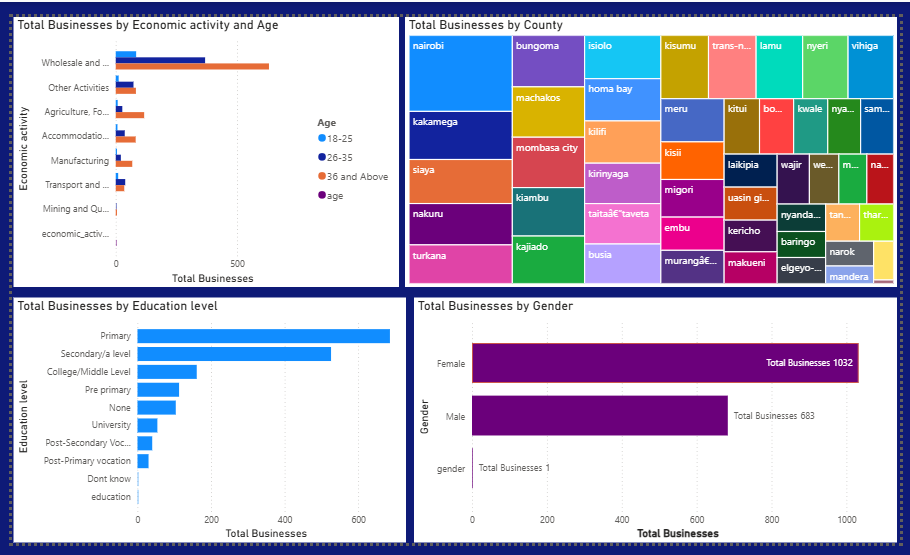 Total Businesses by Economic activity and Age
Economic activity
Wholesale and ...
Other Activities
Agriculture, Fo...
Accommodatio...
Manufacturing
Transport and ...
Mining and Qu...
economic_activ...
0
500
Total Businesses
Age
18-25
26-35
36 and Above
age
Total Businesses by County
nairobi
kakamega
siaya
nakuru
turkana
bungoma
machakos
mombasa city
kiambu
kajiado
isiolo
homa bay
kilifi
kirinyaga
taitaâ€˜taveta
busia
kisumu
trans-n...
lamu
nyeri
vihiga
meru
kisii
migori
embu
murangâ€...
kitui
bo...
kwale
nya...
sam...
laikipia
uasin gi...
kericho
makueni
wajir
we...
m...
na...
nyanda...
baringo
elgeyo-...
tan...
thar...
narok
mandera
Total Businesses by Education level
Education level
Primary
Secondary/a level
College/Middle Level
Pre primary
None
University
Post-Secondary Voc...
Post-Primary vocation
Dont know
education
0
200
400
600
Total Businesses
Total Businesses by Gender
Gender
Female
Total Businesses 1032
Male
Total Businesses 683
gender
Total Businesses 1
0
200
400
600
800
1000
Total Businesses